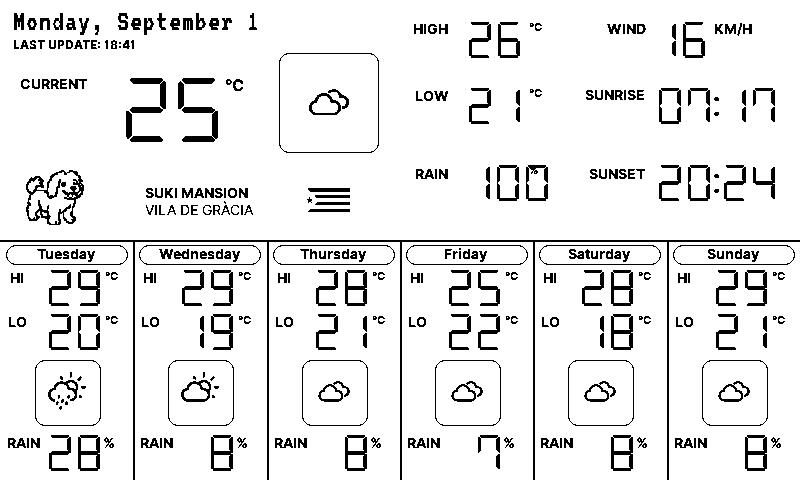 Monday, September 1
LAST UPDATE: 18:41
CURRENT 25 °C
HIGH 26 °C
WIND 16 KM/H
LOW 21 °C
SUNRISE 07:17
RAIN 100 %
SUNSET 20:24
SUKI MANSION
VILA DE GRÀCIA
Tuesday
HI 29 °C
LO 20 °C
RAIN 28 %
Wednesday
HI 29 °C
LO 19 °C
RAIN 8 %
Thursday
HI 28 °C
LO 21 °C
RAIN 8 %
Friday
HI 25 °C
LO 22 °C
RAIN 7 %
Saturday
HI 28 °C
LO 18 °C
RAIN 8 %
Sunday
HI 29 °C
LO 21 °C
RAIN 8 %